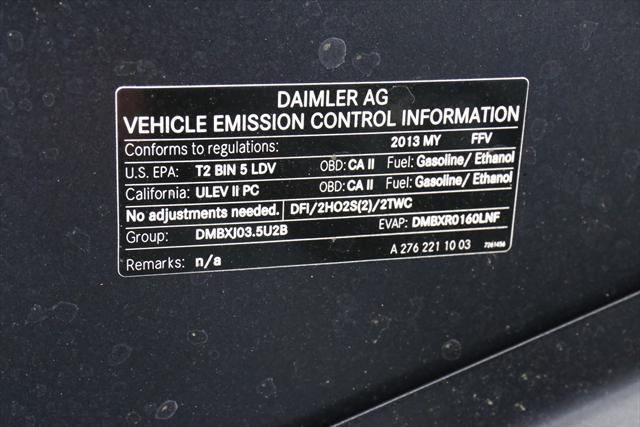 DAIMLER AG
VEHICLE EMISSION CONTROL INFORMATION
Conforms to regulations: 2013 MY FFV
U.S. EPA: T2 BIN 5 LDV OBD: CA II Fuel: Gasoline/ Ethanol
California: ULEV II PC OBD: CA II Fuel: Gasoline/ Ethanol
No adjustments needed. DFI/2HO2S(2)/2TWC
Group: DMBXJ03.5U2B EVAP: DMBXR0160LNF
A 276 221 10 03 7261456
Remarks: n/a